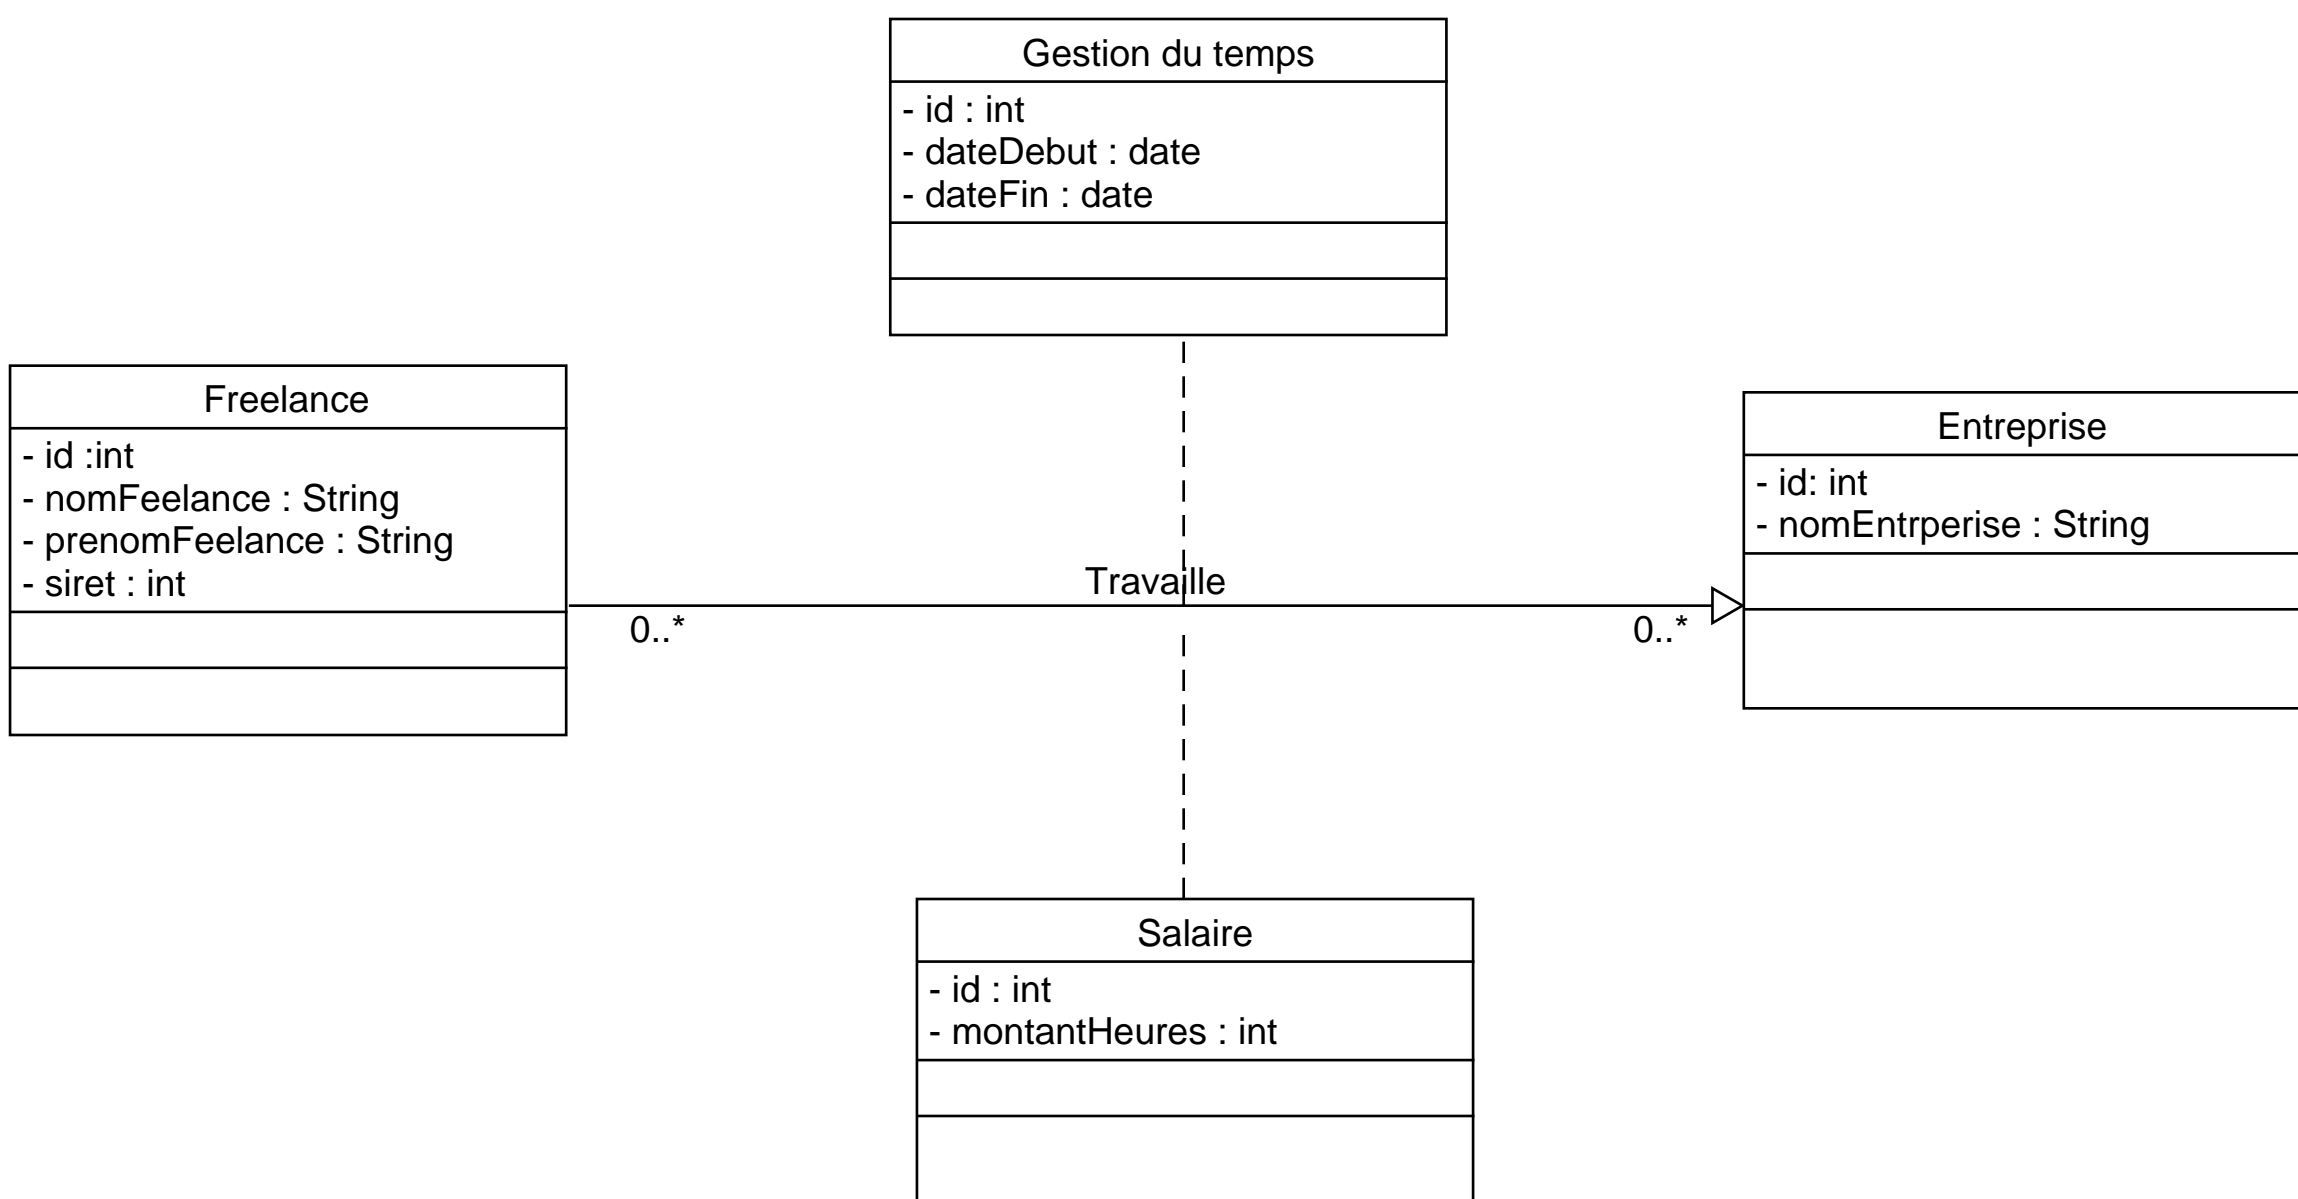 Gestion du temps
- id : int
- dateDebut : date
- dateFin : date
Freelance
- id :int
- nomFeelance : String
- prenomFeelance : String
- siret : int
Entreprise
- id: int
- nomEntrperise : String
Travaille
0..*
0..*
Salaire
- id : int
- montantHeures : int